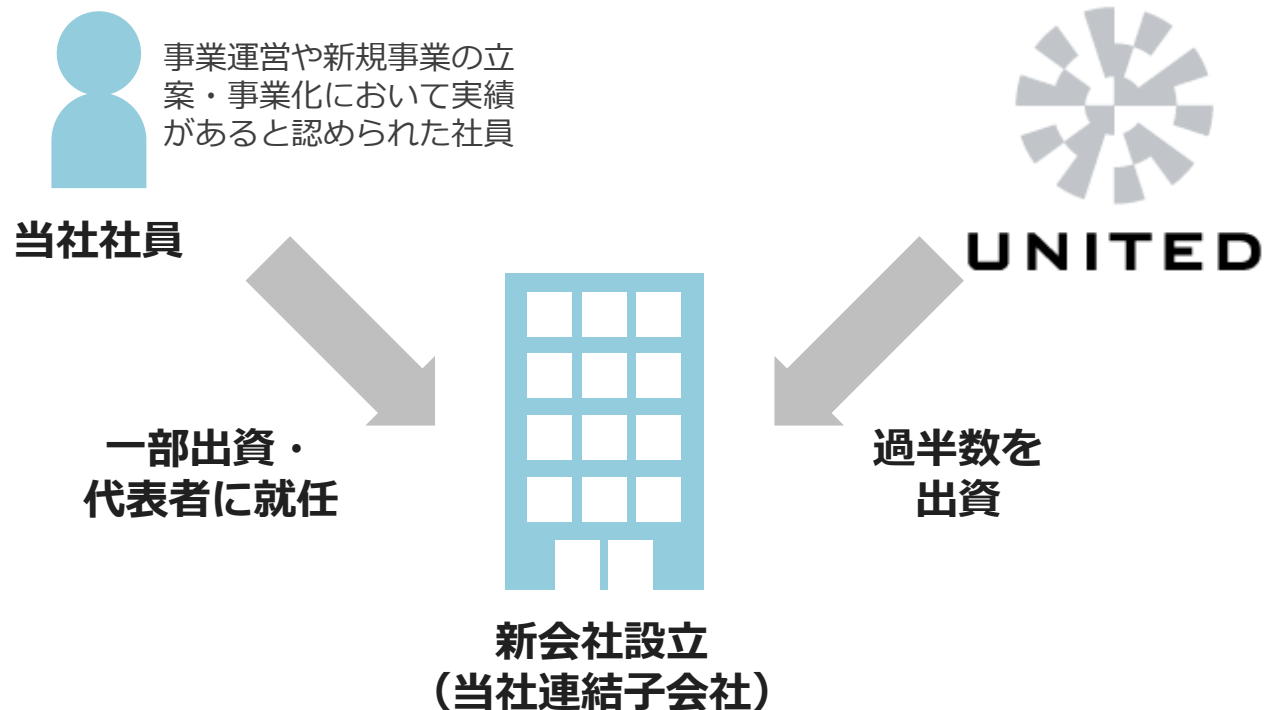 事業運営や新規事業の立
案・事業化において実績
があると認められた社員
当社社員
UNITED
一部出資・
代表者に就任
過半数を
出資
新会社設立
（当社連結子会社）